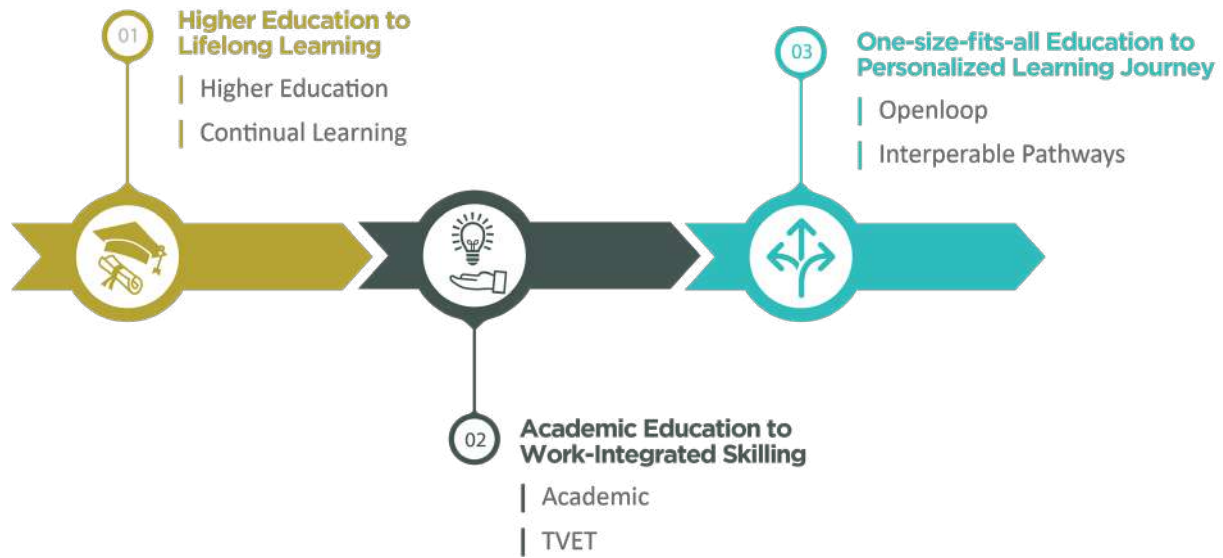 01
Higher Education to
Lifelong Learning
Higher Education
Continual Learning
02
Academic Education to
Work-Integrated Skilling
Academic
TVET
03
One-size-fits-all Education to
Personalized Learning Journey
Openloop
Interperable Pathways